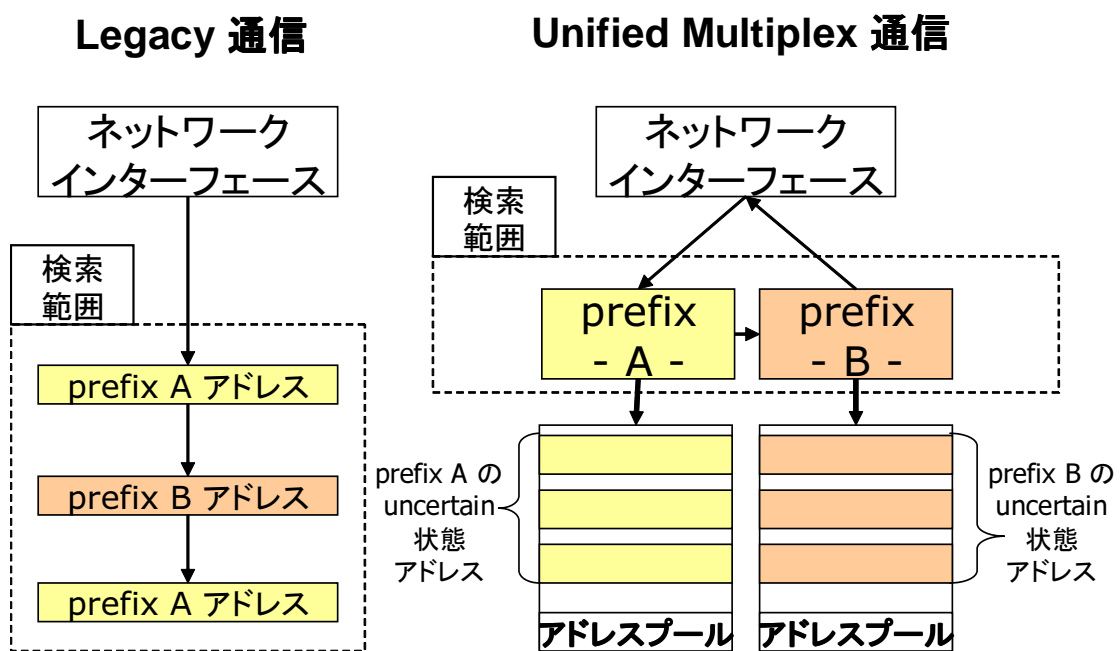 Legacy 通信
ネットワーク
インターフェース
検索
範囲
prefix A アドレス
prefix B アドレス
prefix A アドレス
Unified Multiplex 通信
ネットワーク
インターフェース
検索
範囲
prefix
- A -
prefix
- B -
prefix A の
uncertain
状態
アドレス
prefix B の
uncertain
状態
アドレス
アドレスプール
アドレスプール